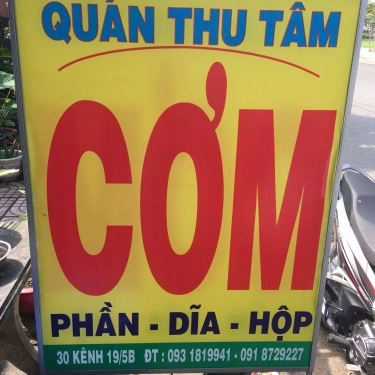 QUÁN THU TÂM
CƠM
PHẦN - DĨA - HỘP
30 KÊNH 19/5B ĐT : 093 1819941 - 091 8729227